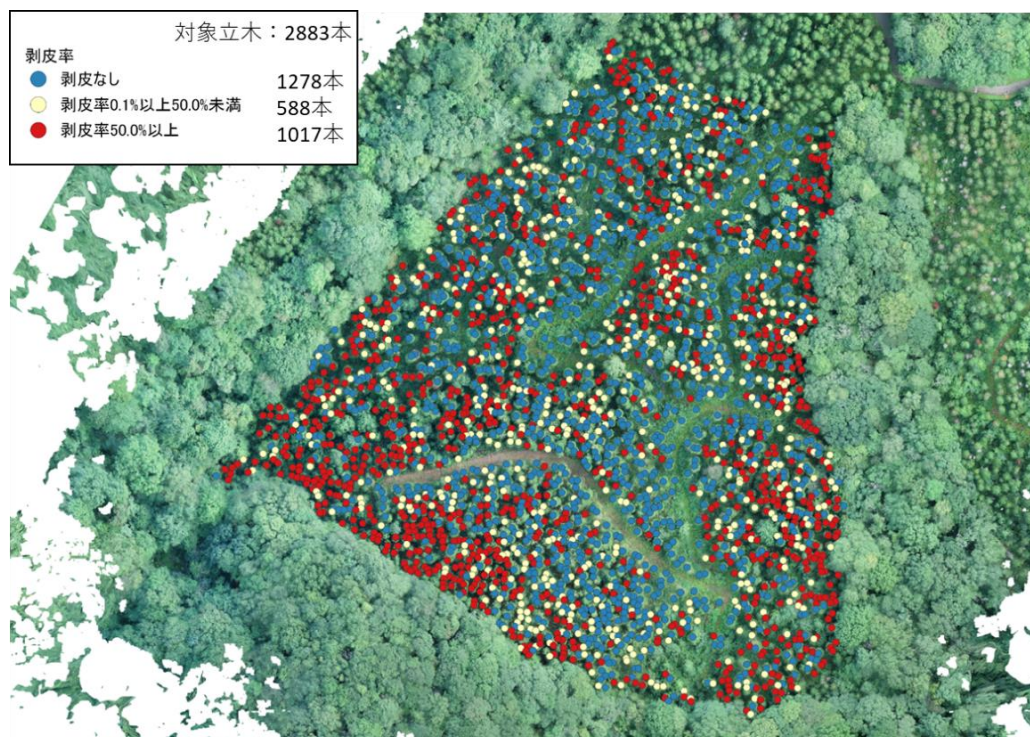 対象立木：2883本
剥皮率
剥皮なし 1278本
剥皮率0.1%以上50.0%未満 588本
剥皮率50.0%以上 1017本